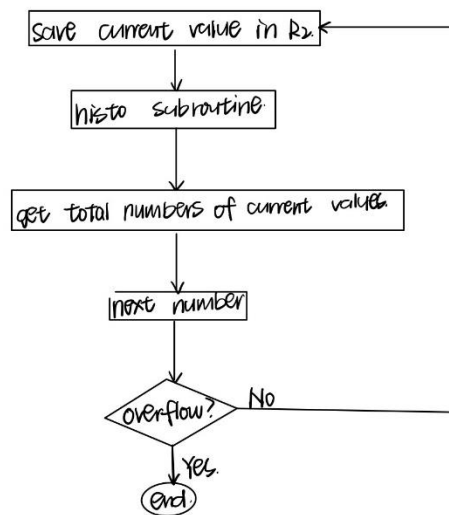 save current value in R2.
histo subroutine.
get total numbers of current values.
next number
overflow?
No
Yes.
end.